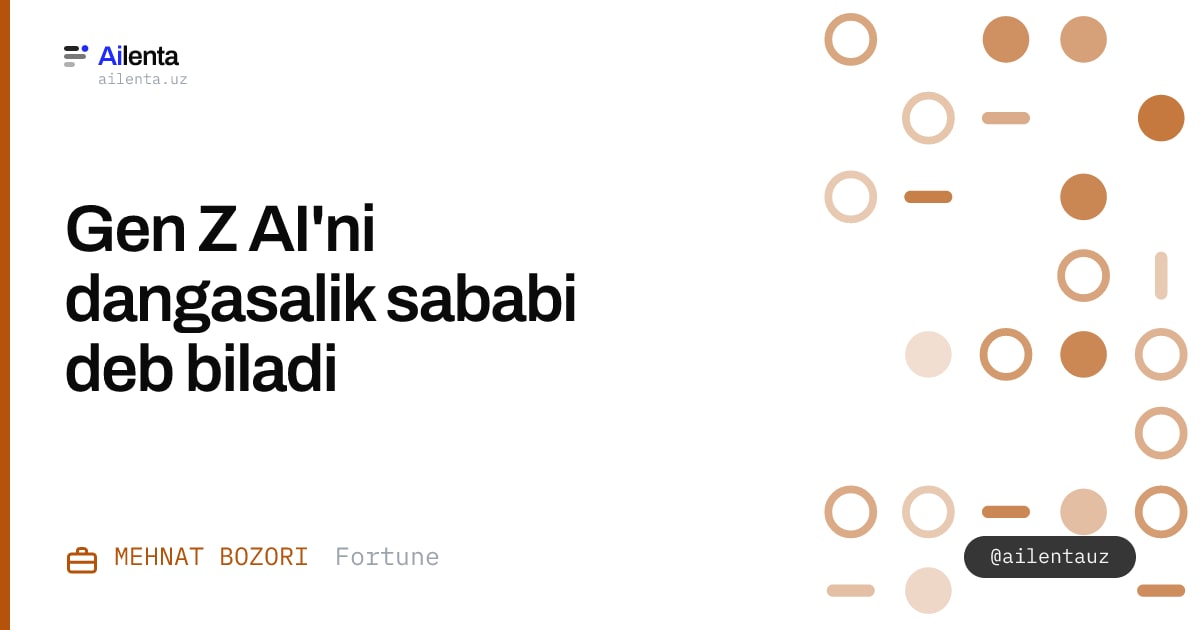 Ailenta
ailenta.uz
Gen Z AI'ni
dangasalik sababi
deb biladi
MEHNAT BOZORI Fortune
@ailentauz